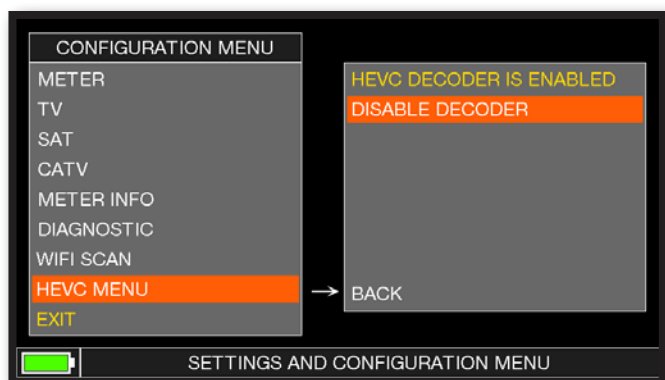 CONFIGURATION MENU
METER
TV
SAT
CATV
METER INFO
DIAGNOSTIC
WIFI SCAN
HEVC MENU
EXIT
HEVC DECODER IS ENABLED
DISABLE DECODER
BACK
SETTINGS AND CONFIGURATION MENU